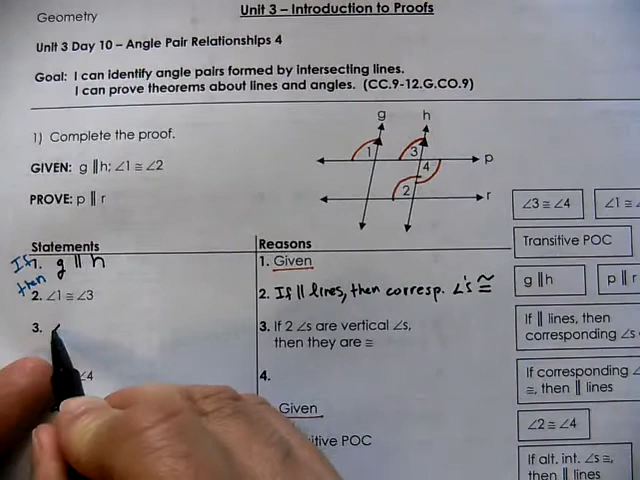 Geometry
Unit 3 – Introduction to Proofs
Unit 3 Day 10 – Angle Pair Relationships 4
Goal: I can identify angle pairs formed by intersecting lines.
I can prove theorems about lines and angles. (CC.9-12.G.CO.9)
1) Complete the proof.
GIVEN: g ∥ h; ∠1 ≅ ∠2
PROVE: p ∥ r
g h
1 3 p
4
2 r
Statements
If 1. g ∥ h
then
2. ∠1 ≅ ∠3
3.
∠4
Reasons
1. Given
2. If ∥ lines, then corresp. ∠'s ≅
3. If 2 ∠s are vertical ∠s,
then they are ≅
4.
Given
itive POC
∠3 ≅ ∠4
∠1 ≅
Transitive POC
g ∥ h
p ∥ r
If ∥ lines, then
corresponding ∠s
If corresponding ∠
≅, then ∥ lines
∠2 ≅ ∠4
If alt. int. ∠s ≅,
then ∥ lines